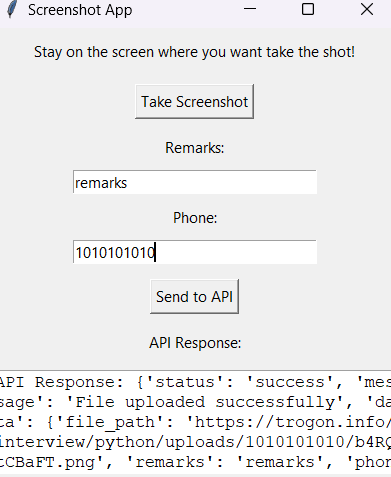 Screenshot App
Stay on the screen where you want take the shot!
Take Screenshot
Remarks:
remarks
Phone:
1010101010
Send to API
API Response:
API Response: {'status': 'success', 'mes
sage': 'File uploaded successfully', 'da
ta': {'file_path': 'https://trogon.info/
interview/python/uploads/1010101010/b4RQ
tCBaFT.png', 'remarks': 'remarks', 'phon